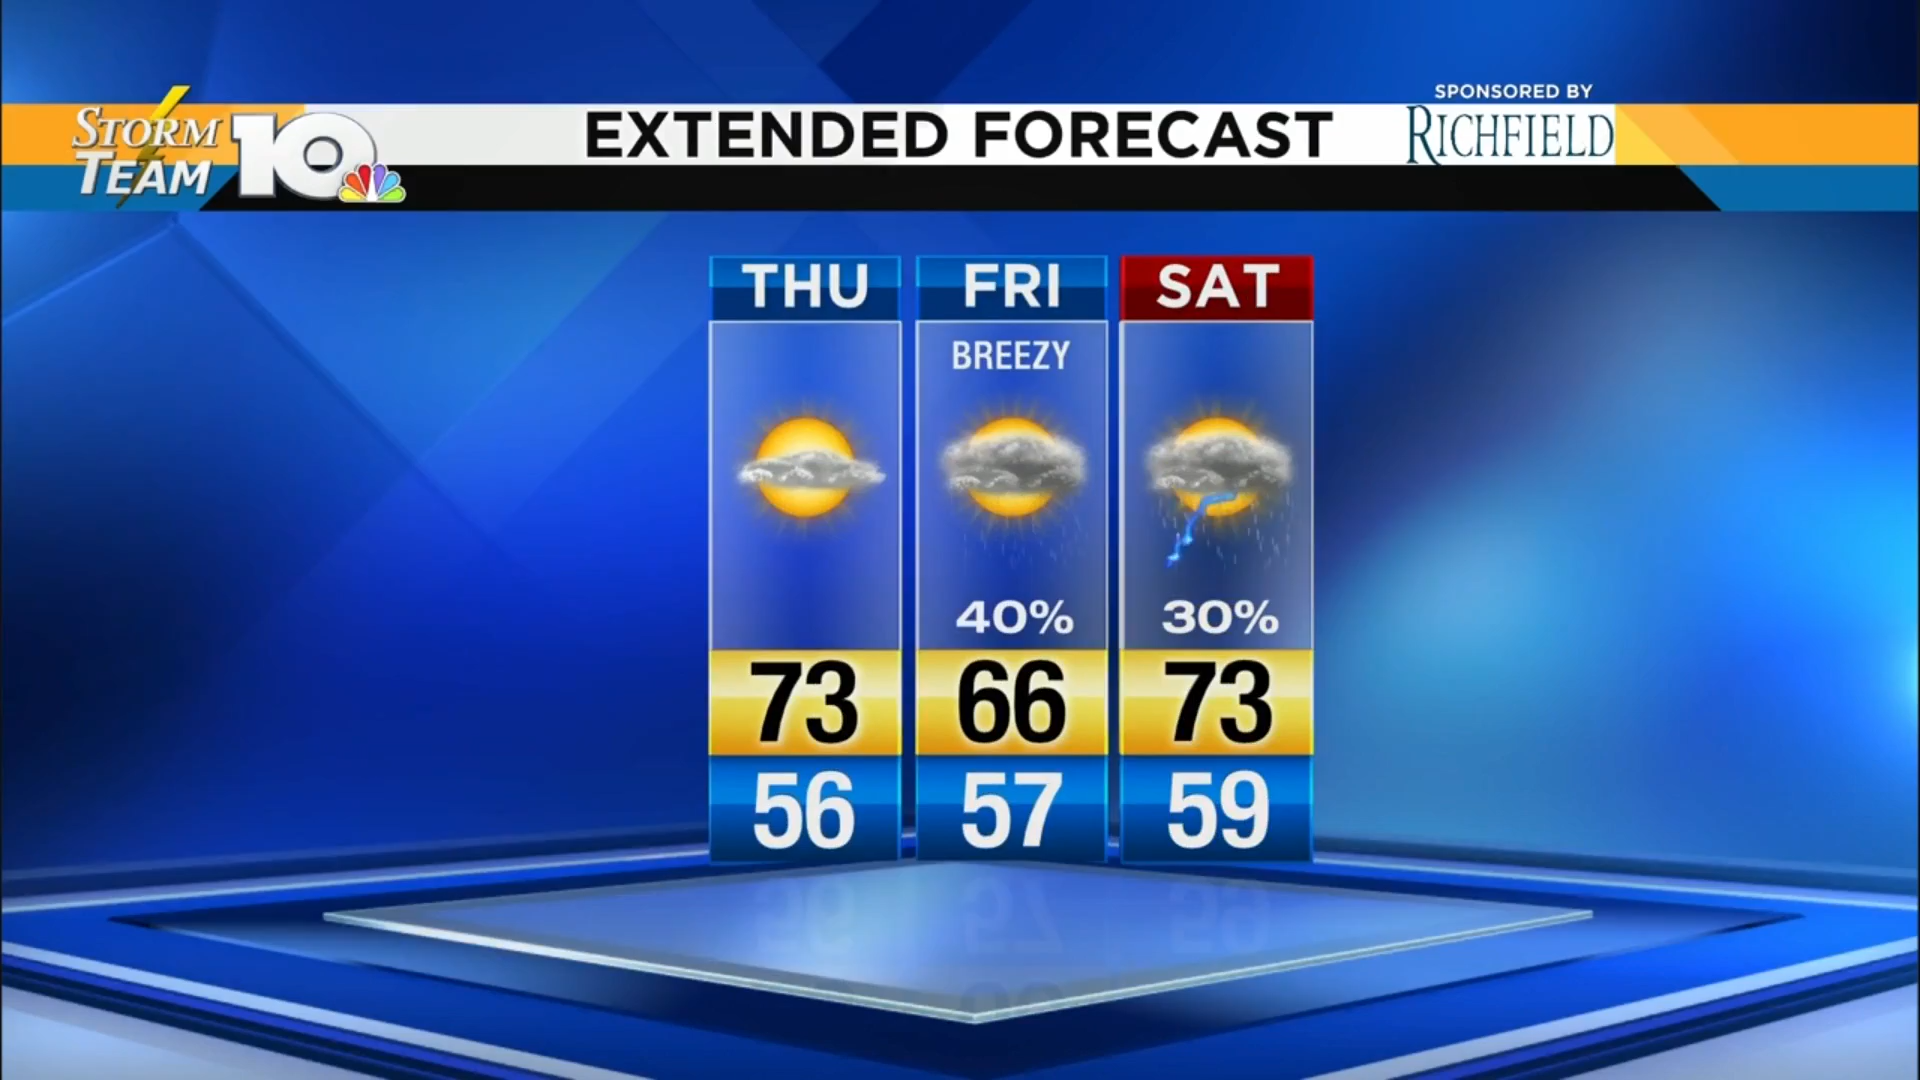 SPONSORED BY
STORM
TEAM
10
EXTENDED FORECAST
RICHFIELD
THU
FRI
SAT
BREEZY
40%
30%
73
66
73
56
57
59